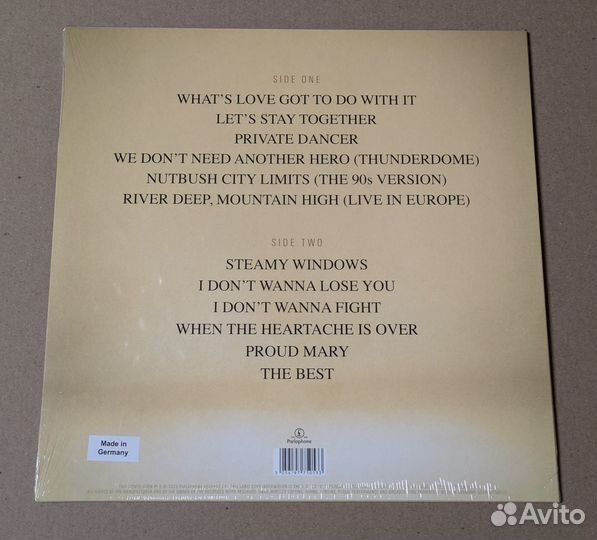 SIDE ONE
WHAT'S LOVE GOT TO DO WITH IT
LET'S STAY TOGETHER
PRIVATE DANCER
WE DON'T NEED ANOTHER HERO (THUNDERDOME)
NUTBUSH CITY LIMITS (THE 90s VERSION)
RIVER DEEP, MOUNTAIN HIGH (LIVE IN EUROPE)
SIDE TWO
STEAMY WINDOWS
I DON'T WANNA LOSE YOU
I DON'T WANNA FIGHT
WHEN THE HEARTACHE IS OVER
PROUD MARY
THE BEST
Parlophone
Made in
Germany
Avito